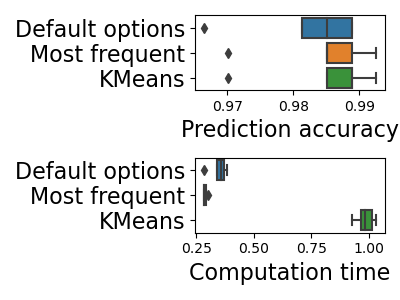 Default options
Most frequent
KMeans
0.97 0.98 0.99
Prediction accuracy
Default options
Most frequent
KMeans
0.25 0.50 0.75 1.00
Computation time